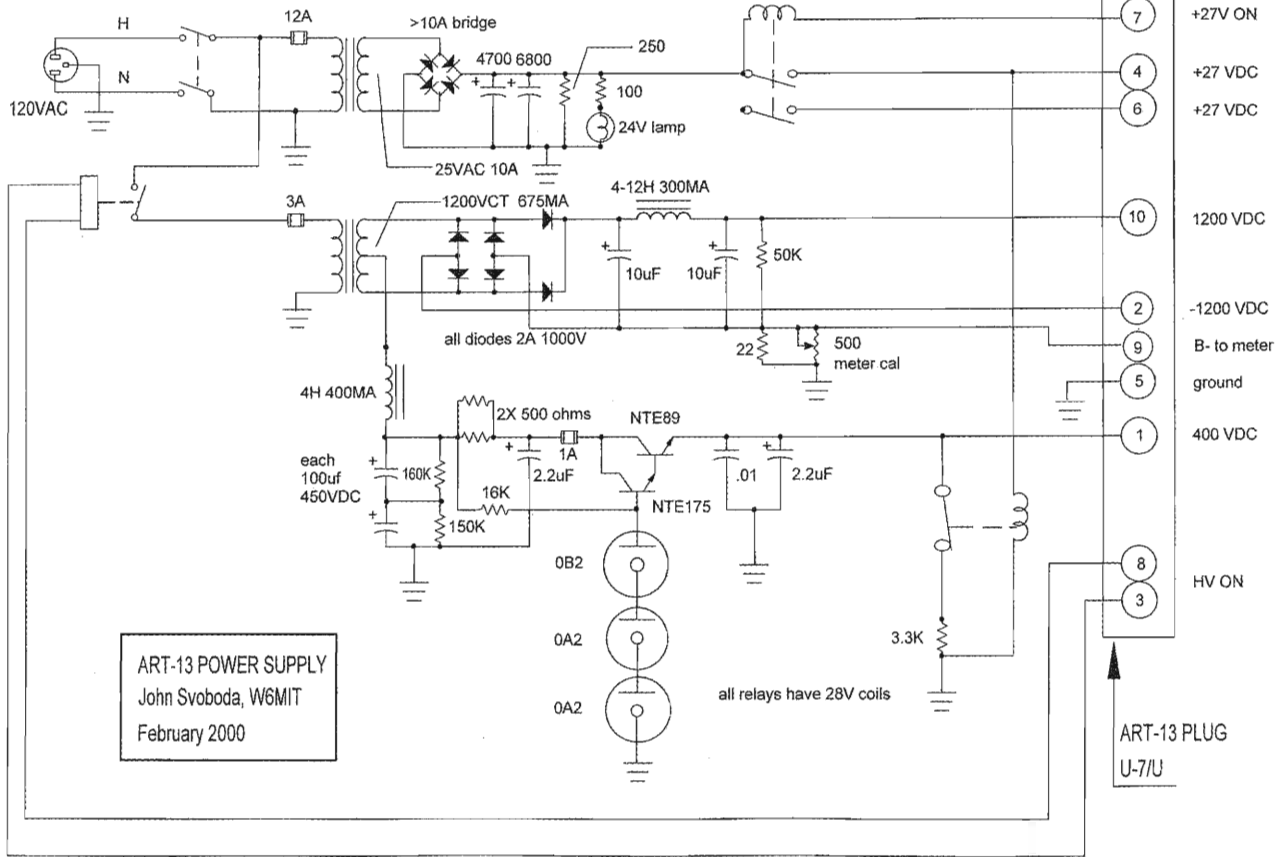 H
12A
>10A bridge
7
+27V ON
250
4700 6800
N
100
4
+27 VDC
120VAC
24V lamp
6
+27 VDC
25VAC 10A
3A
1200VCT 675MA
4-12H 300MA
10
1200 VDC
50K
10uF
10uF
2
-1200 VDC
all diodes 2A 1000V
22
500
meter cal
9
B- to meter
4H 400MA
5
ground
2X 500 ohms
NTE89
1
400 VDC
each
100uf
450VDC
160K
1A
2.2uF
.01
2.2uF
16K
NTE175
150K
0B2
8
HV ON
3
0A2
3.3K
ART-13 POWER SUPPLY
John Svoboda, W6MIT
February 2000
0A2
all relays have 28V coils
ART-13 PLUG
U-7/U
+
+
+
+
+
+
+
+